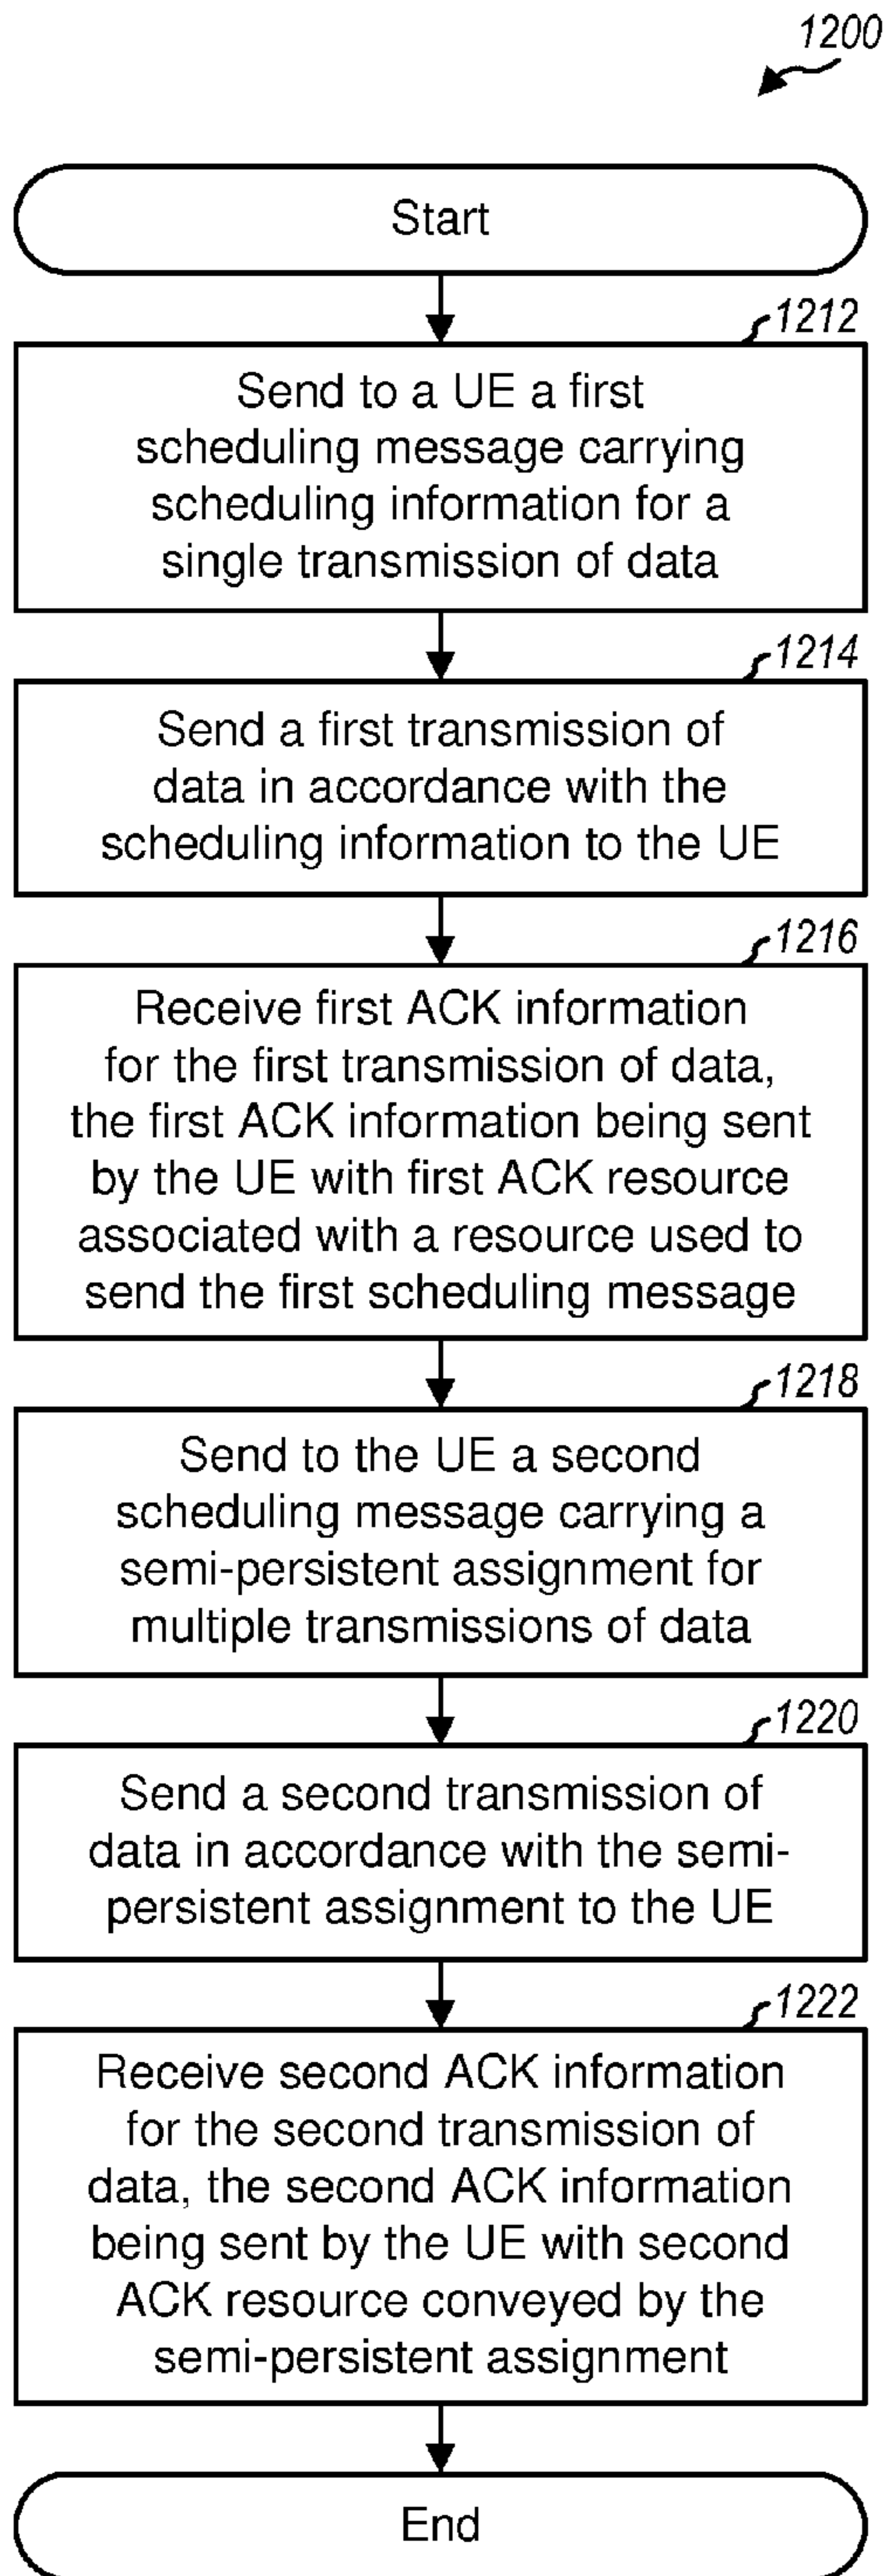 1200
Start
1212
Send to a UE a first
scheduling message carrying
scheduling information for a
single transmission of data
1214
Send a first transmission of
data in accordance with the
scheduling information to the UE
1216
Receive first ACK information
for the first transmission of data,
the first ACK information being sent
by the UE with first ACK resource
associated with a resource used to
send the first scheduling message
1218
Send to the UE a second
scheduling message carrying a
semi-persistent assignment for
multiple transmissions of data
1220
Send a second transmission of
data in accordance with the semi-
persistent assignment to the UE
1222
Receive second ACK information
for the second transmission of
data, the second ACK information
being sent by the UE with second
ACK resource conveyed by the
semi-persistent assignment
End